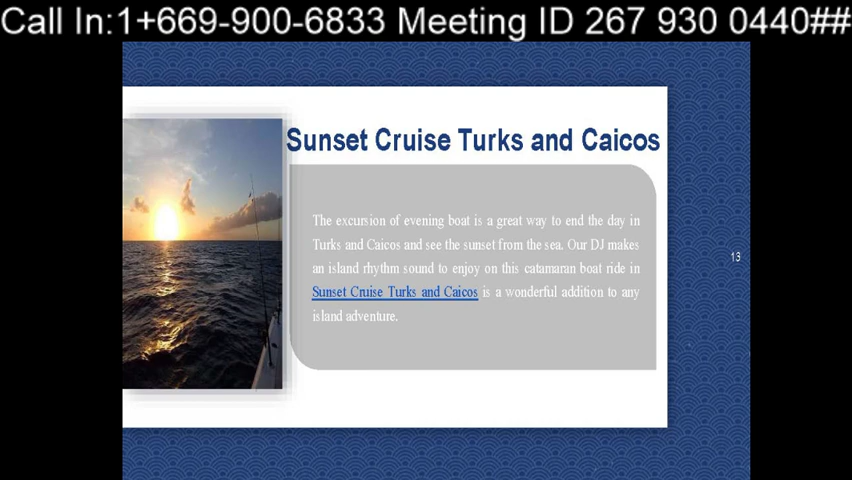 Call In:1+669-900-6833 Meeting ID 267 930 0440##
Sunset Cruise Turks and Caicos
The excursion of evening boat is a great way to end the day in
Turks and Caicos and see the sunset from the sea. Our DJ makes
an island rhythm sound to enjoy on this catamaran boat ride in
Sunset Cruise Turks and Caicos is a wonderful addition to any
island adventure.
13